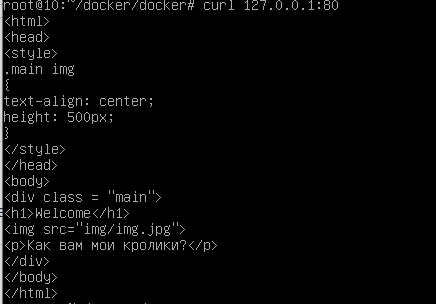 root@10:~/docker/docker# curl 127.0.0.1:80
<html>
<head>
<style>
.main img
{
text-align: center;
height: 500px;
}
</style>
</head>
<body>
<div class = "main">
<h1>Welcome</h1>
<img src="img/img.jpg">
<p>Как вам мои кролики?</p>
</div>
</body>
</html>